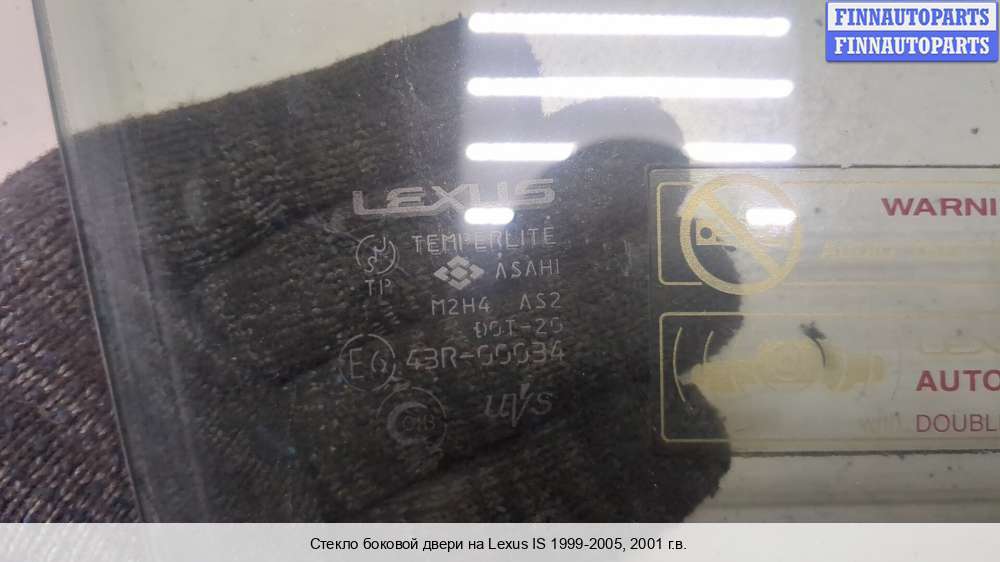 FINNAUTOPARTS
FINNAUTOPARTS
LEXUS
TEMPERLITE
ASAHI
TP
M2H4 AS2
DOT-20
43R-00034
WARNI
AUTO
DOUBL
Стекло боковой двери на Lexus IS 1999-2005, 2001 г.в.